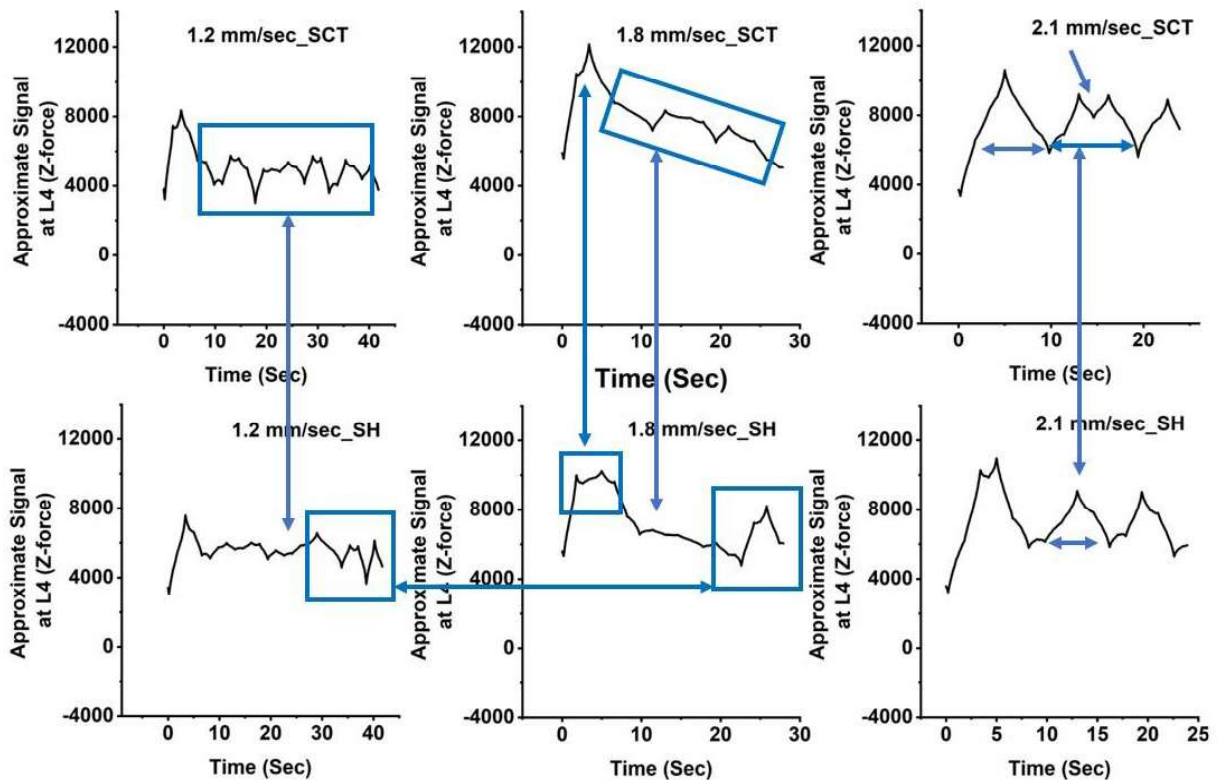 1.2 mm/sec_SCT
Approximate Signal
at L4 (Z-force)
12000
8000
4000
0
-4000
0 10 20 30 40
Time (Sec)
1.8 mm/sec_SCT
Approximate Signal
at L4 (Z-force)
12000
8000
4000
0
-4000
0 10 20 30
Time (Sec)
2.1 mm/sec_SCT
Approximate Signal
at L4 (Z-force)
12000
8000
4000
0
-4000
0 10 20
Time (Sec)
1.2 mm/sec_SH
Approximate Signal
at L4 (Z-force)
12000
8000
4000
0
-4000
0 10 20 30 40
Time (Sec)
1.8 mm/sec_SH
Approximate Signal
at L4 (Z-force)
12000
8000
4000
0
-4000
0 10 20 30
Time (Sec)
2.1 mm/sec_SH
Approximate Signal
at L4 (Z-force)
12000
8000
4000
0
-4000
0 5 10 15 20 25
Time (Sec)